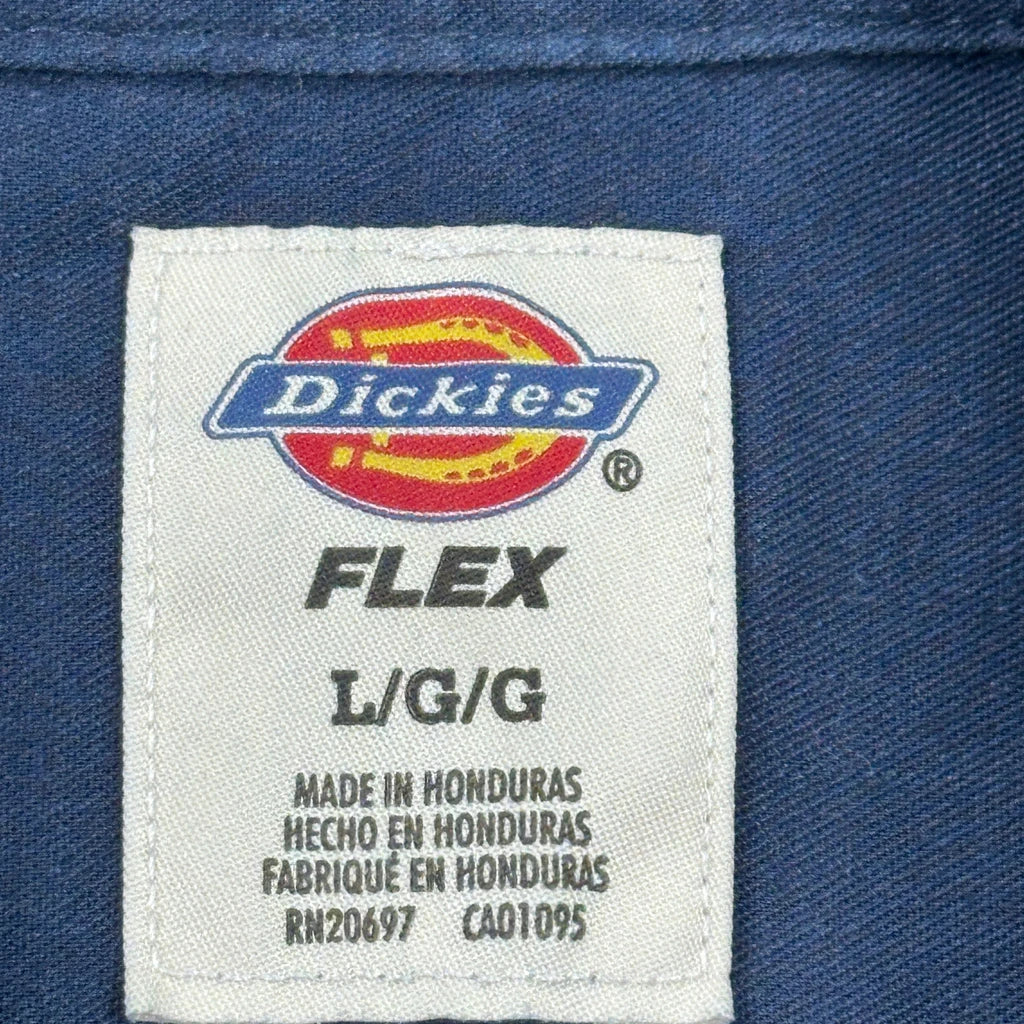 Dickies
®
FLEX
L/G/G
MADE IN HONDURAS
HECHO EN HONDURAS
FABRIQUÉ EN HONDURAS
RN20697 CA01095